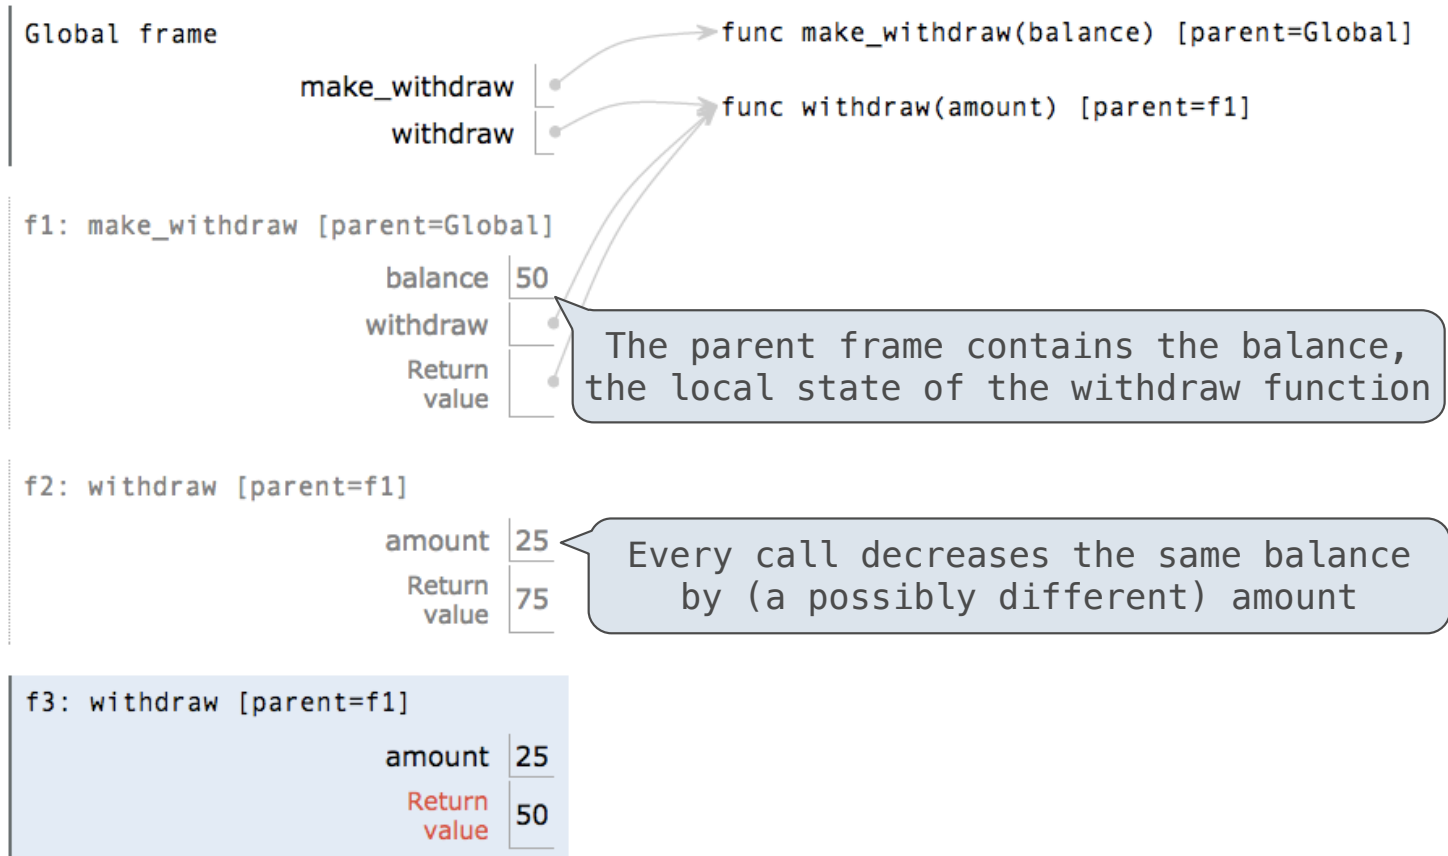 Global frame
func make_withdraw(balance) [parent=Global]
make_withdraw
func withdraw(amount) [parent=f1]
withdraw
f1: make_withdraw [parent=Global]
balance 50
withdraw
Return
value
The parent frame contains the balance,
the local state of the withdraw function
f2: withdraw [parent=f1]
amount 25
Return
value 75
Every call decreases the same balance
by (a possibly different) amount
f3: withdraw [parent=f1]
amount 25
Return
value 50